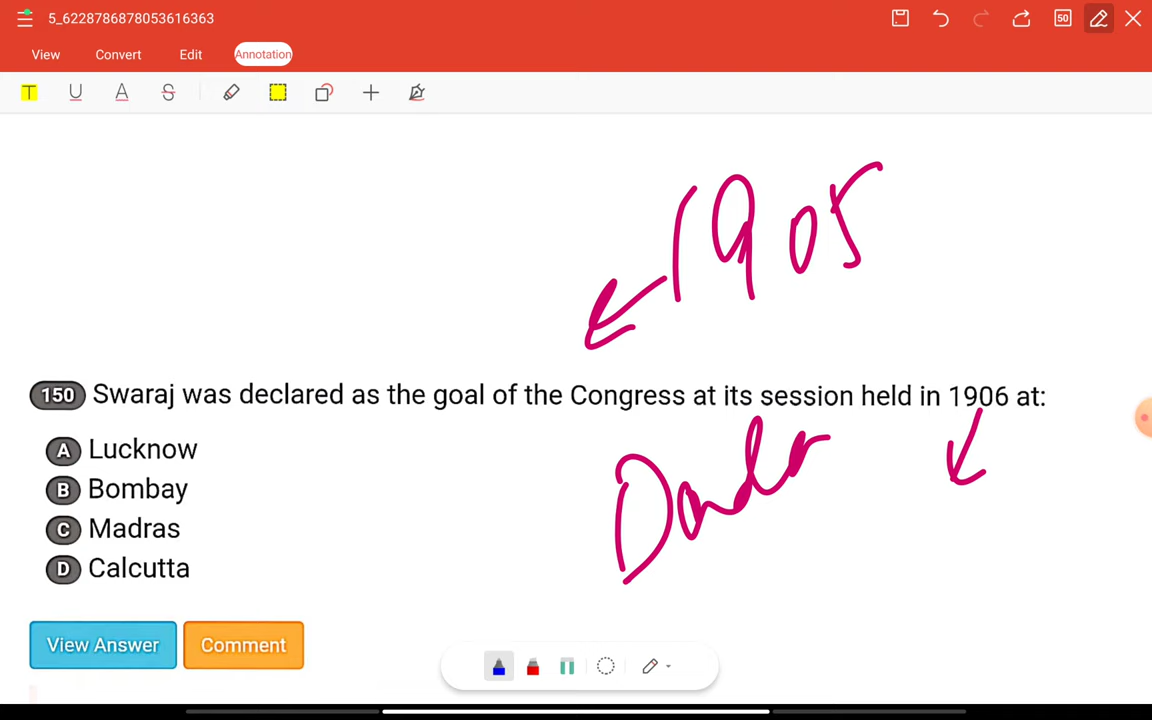 5_6228786878053616363
50
View Convert Edit Annotation
T U A S
1905
150 Swaraj was declared as the goal of the Congress at its session held in 1906 at:
A Lucknow
B Bombay
C Madras
D Calcutta
View Answer Comment